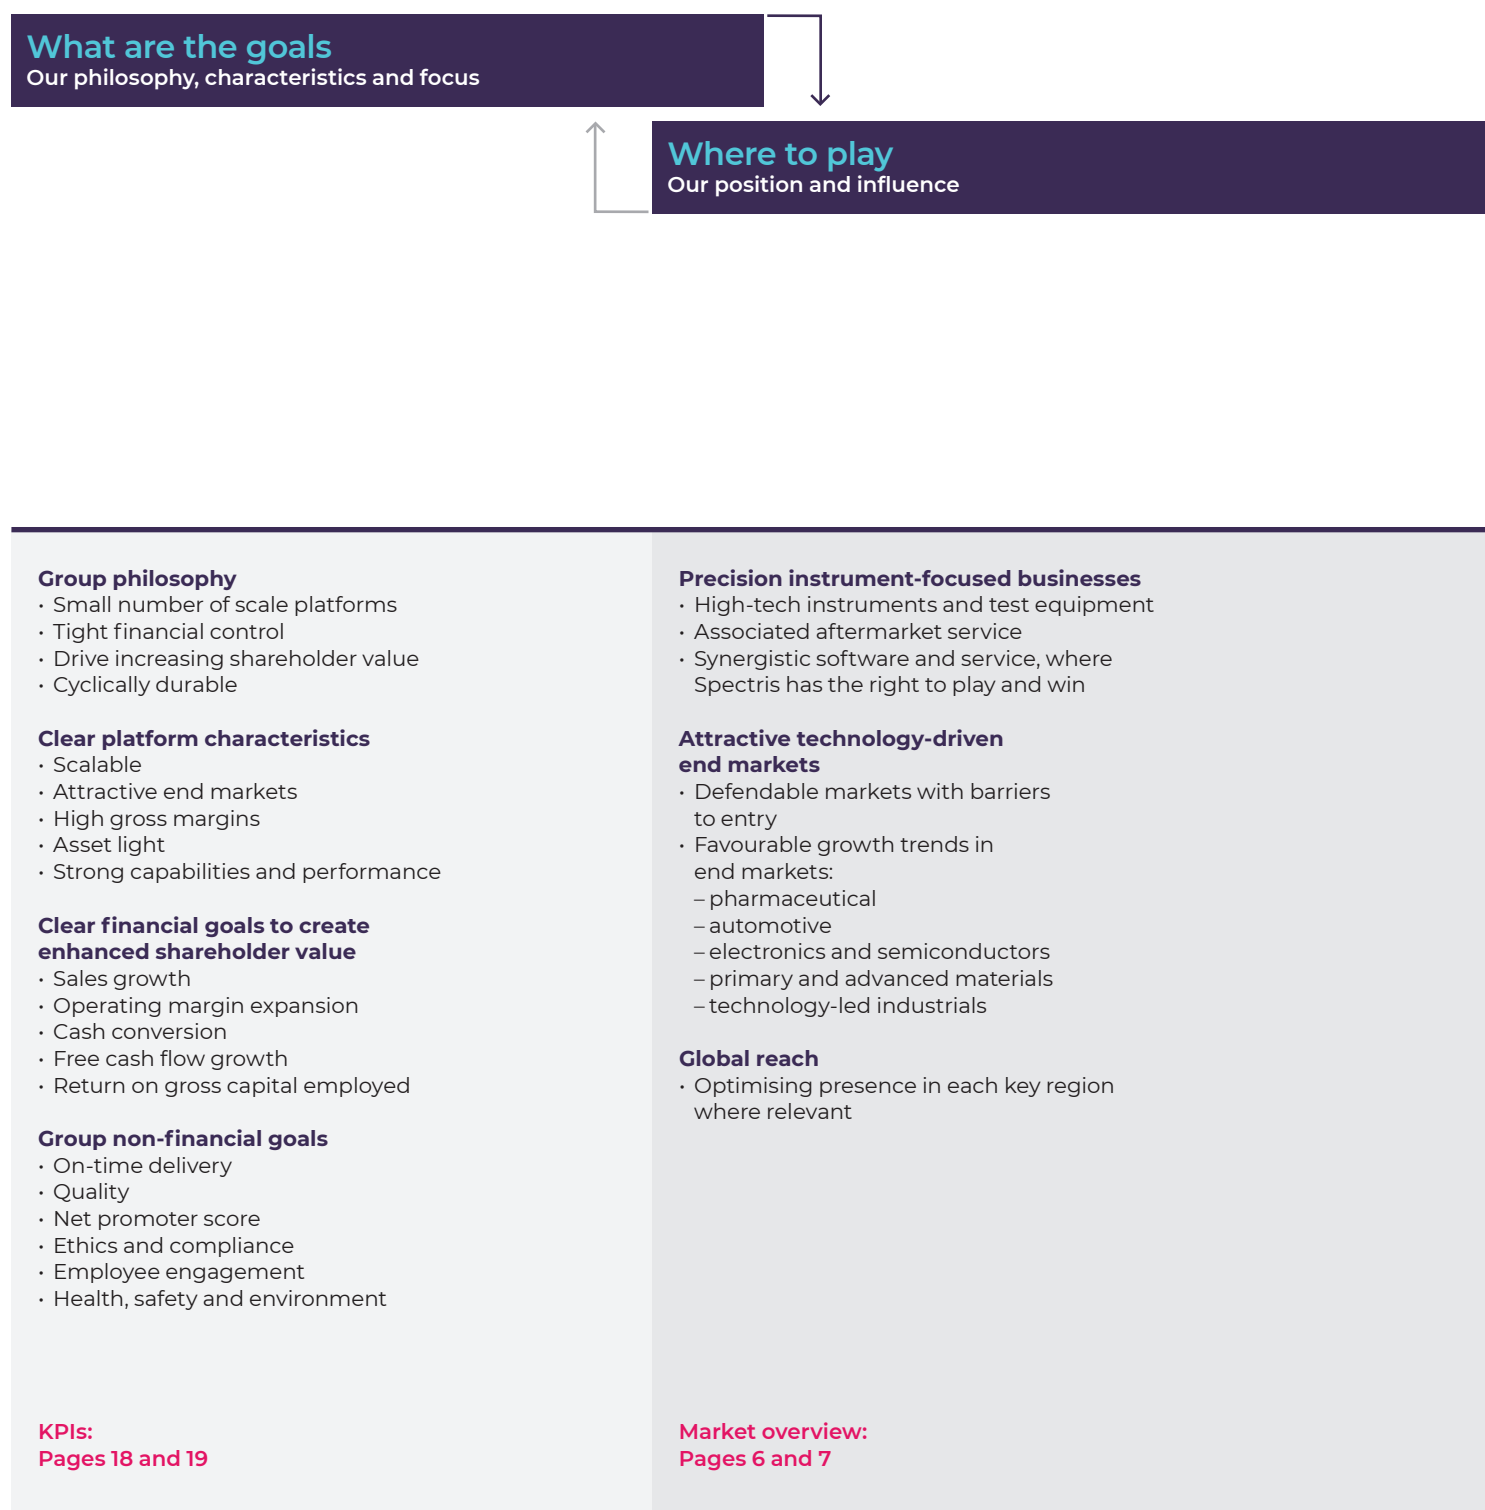 What are the goals
Our philosophy, characteristics and focus
Where to play
Our position and influence
Group philosophy
· Small number of scale platforms
· Tight financial control
· Drive increasing shareholder value
· Cyclically durable
Clear platform characteristics
· Scalable
· Attractive end markets
· High gross margins
· Asset light
· Strong capabilities and performance
Clear financial goals to create
enhanced shareholder value
· Sales growth
· Operating margin expansion
· Cash conversion
· Free cash flow growth
· Return on gross capital employed
Group non-financial goals
· On-time delivery
· Quality
· Net promoter score
· Ethics and compliance
· Employee engagement
· Health, safety and environment
KPIs:
Pages 18 and 19
Precision instrument-focused businesses
· High-tech instruments and test equipment
· Associated aftermarket service
· Synergistic software and service, where
Spectris has the right to play and win
Attractive technology-driven
end markets
· Defendable markets with barriers
to entry
· Favourable growth trends in
end markets:
– pharmaceutical
– automotive
– electronics and semiconductors
– primary and advanced materials
– technology-led industrials
Global reach
· Optimising presence in each key region
where relevant
Market overview:
Pages 6 and 7